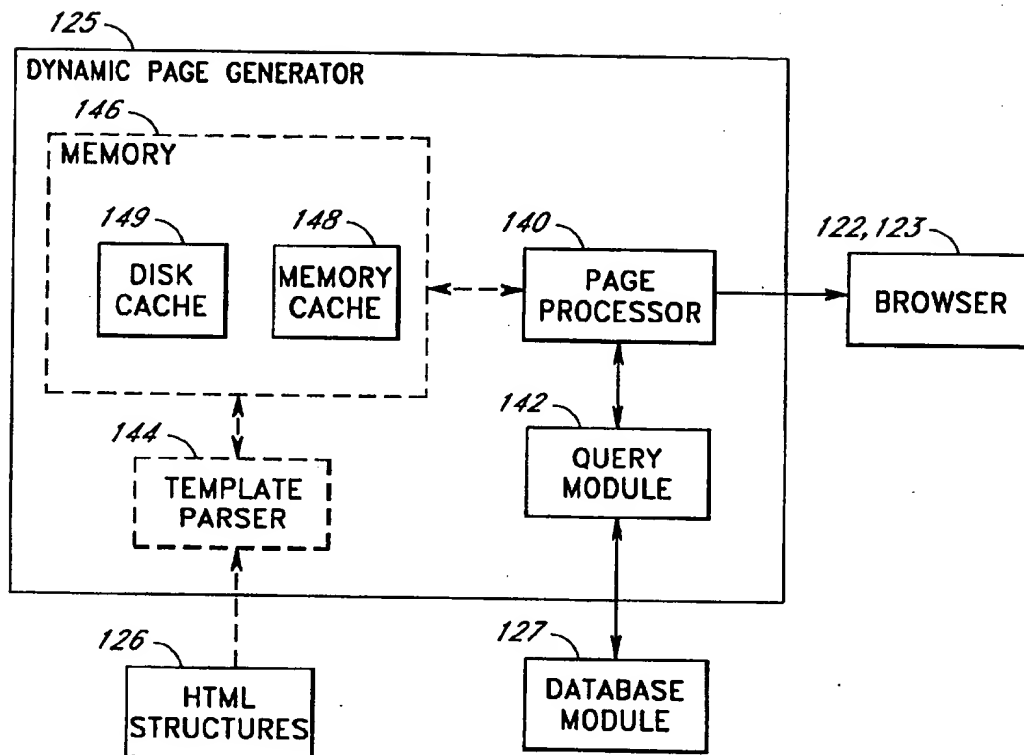 125
DYNAMIC PAGE GENERATOR
146
MEMORY
149
DISK
CACHE
148
MEMORY
CACHE
140
PAGE
PROCESSOR
122,123
BROWSER
144
TEMPLATE
PARSER
142
QUERY
MODULE
126
HTML
STRUCTURES
127
DATABASE
MODULE